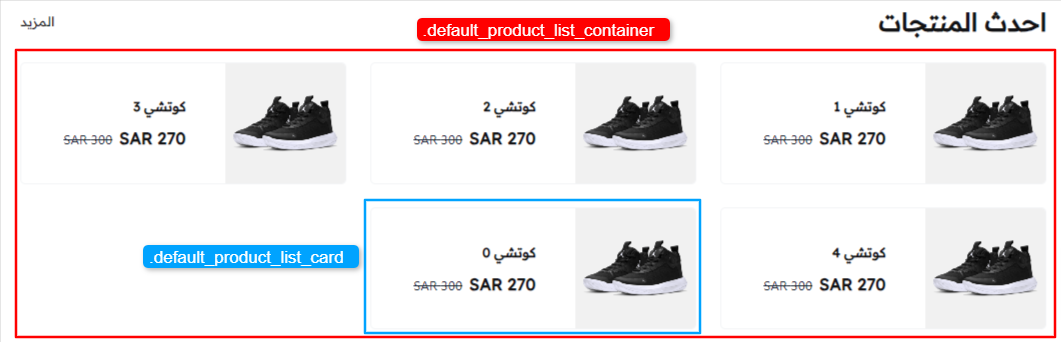 احدث المنتجات
المزيد
.default_product_list_container
كوتشي 1
SAR 270 SAR 300
كوتشي 2
SAR 270 SAR 300
كوتشي 3
SAR 270 SAR 300
كوتشي 4
SAR 270 SAR 300
كوتشي 0
SAR 270 SAR 300
.default_product_list_card